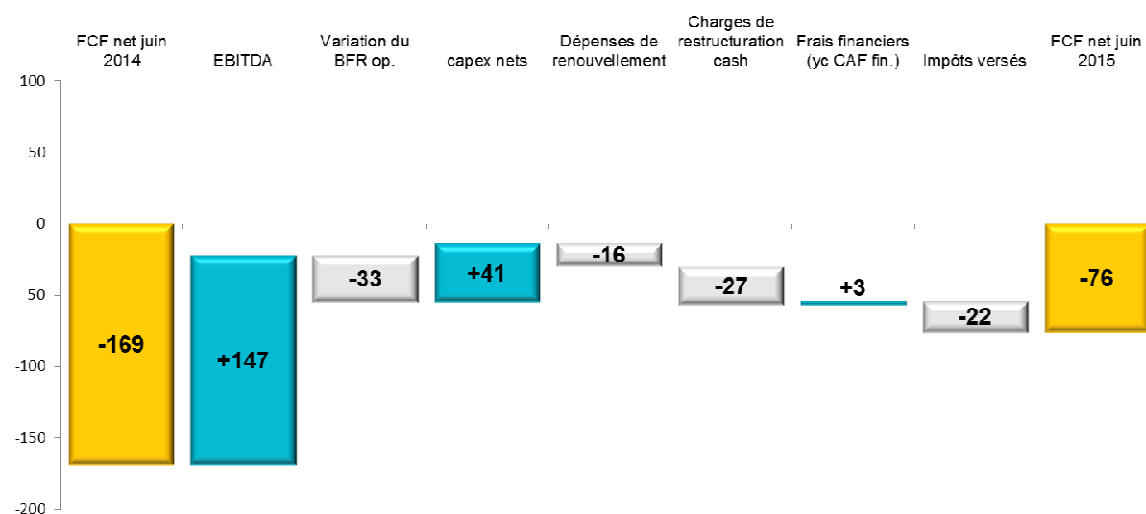 FCF net juin
2014
EBITDA
Variation du
BFR op.
capex nets
Dépenses de
renouvellement
Charges de
restructuration
cash
Frais financiers
(yc CAF fin.)
Impôts versés
FCF net juin
2015
100
50
0
50
-100
-150
-200
-169
+147
-33
+41
-16
-27
+3
-22
-76